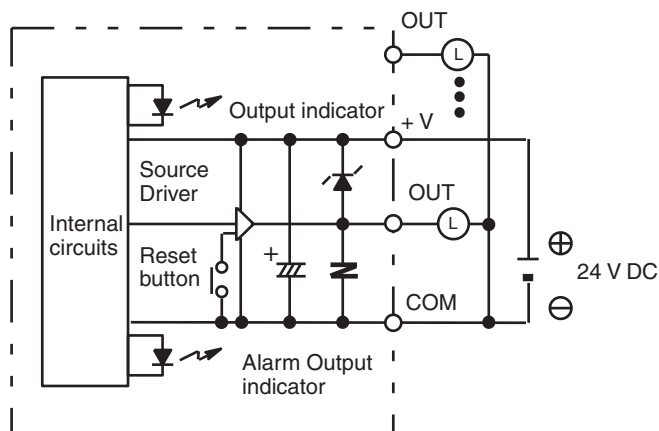 OUT
L
Output indicator
+ V
Source
Driver
OUT
Internal
circuits
L
Reset
button
+
24 V DC
COM
Alarm Output
indicator